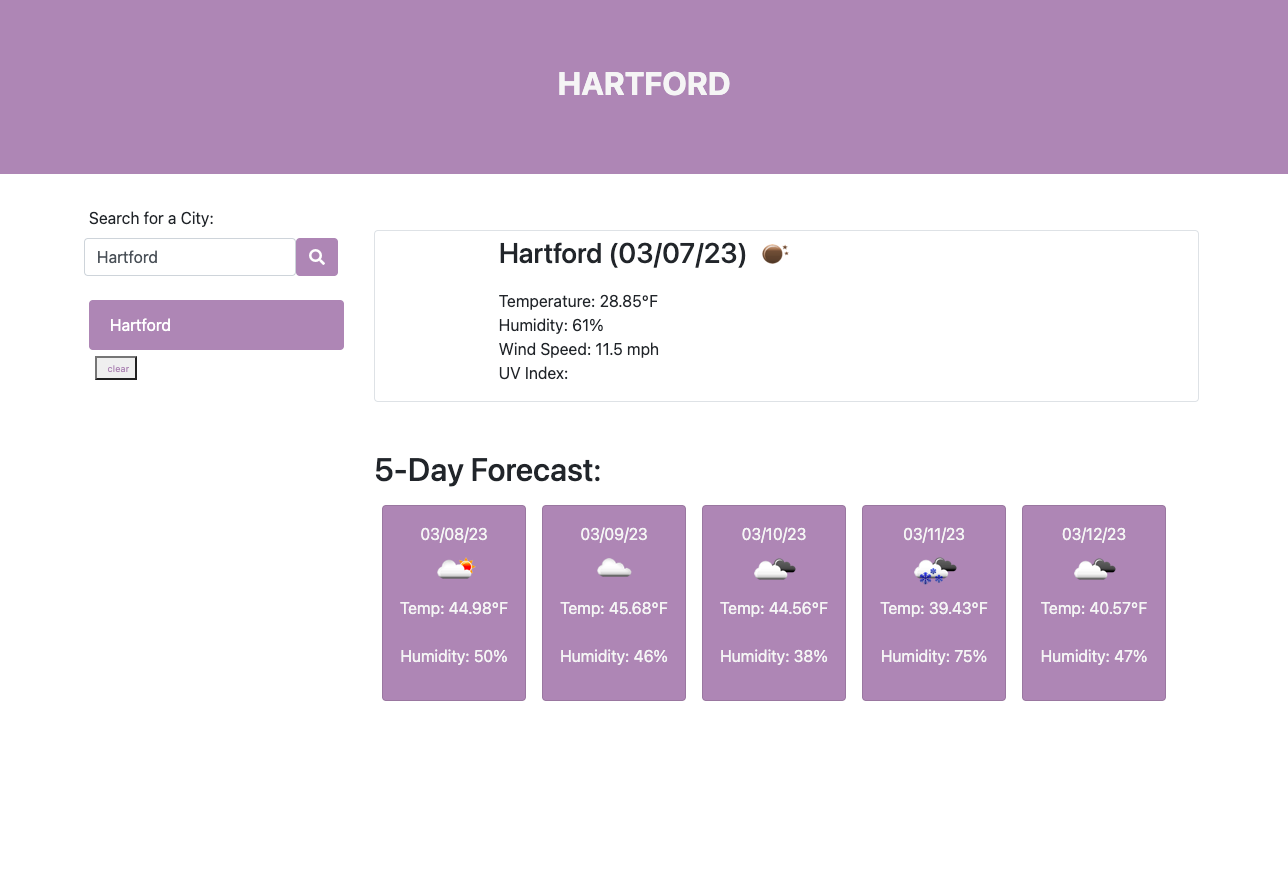 HARTFORD
Search for a City:
Hartford
Hartford
clear
Hartford (03/07/23)
Temperature: 28.85°F
Humidity: 61%
Wind Speed: 11.5 mph
UV Index:
5-Day Forecast:
03/08/23
Temp: 44.98°F
Humidity: 50%
03/09/23
Temp: 45.68°F
Humidity: 46%
03/10/23
Temp: 44.56°F
Humidity: 38%
03/11/23
Temp: 39.43°F
Humidity: 75%
03/12/23
Temp: 40.57°F
Humidity: 47%